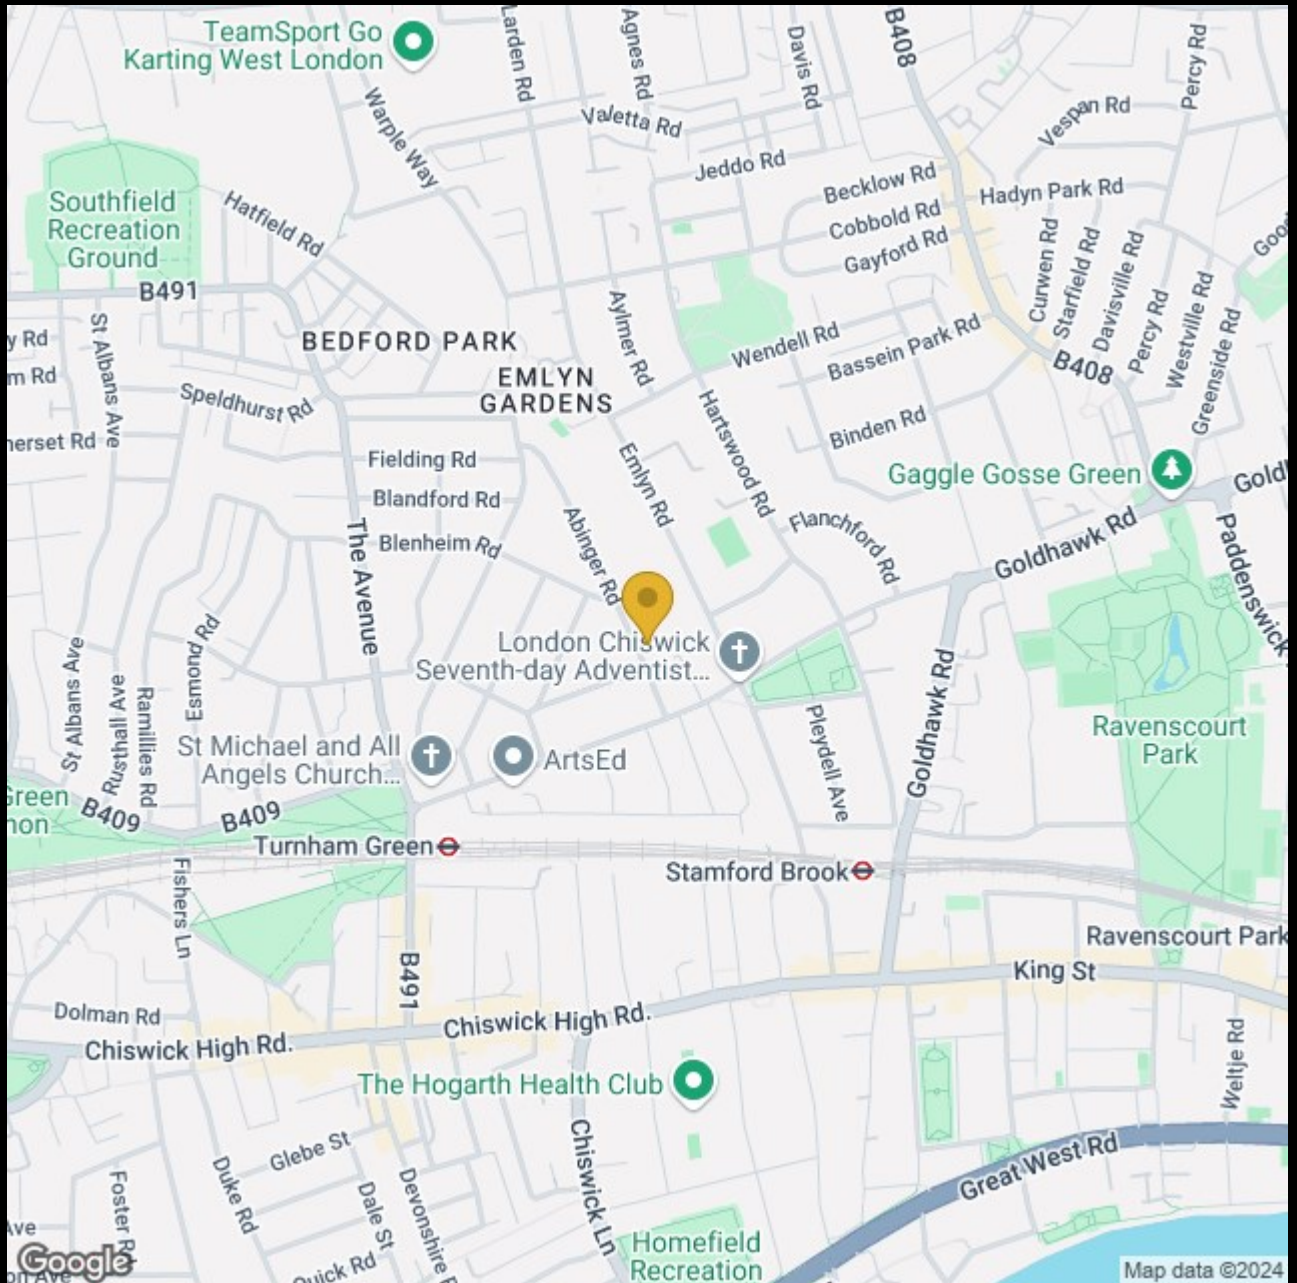 TeamSport Go
Karting West London
Larden Rd
Agnes Rd
Davis Rd
B408
Percy Rd
Warple Way
Valetta Rd
Vespan Rd
Jeddo Rd
Becklow Rd
Hadyn Park Rd
Southfield
Recreation
Ground
Hatfield Rd
Cobbold Rd
Gayford Rd
Curwen Rd
Starfield Rd
Davisville Rd
Percy Rd
Westville Rd
Greenside Rd
Goo
B491
y Rd
m Rd
St Albans Ave
BEDFORD PARK
EMLYN
GARDENS
Aylmer Rd
Wendell Rd
Bassein Park Rd
B408
Speldhurst Rd
nerset Rd
Hartswood Rd
Binden Rd
Fielding Rd
Emlyn Rd
Gaggle Gosse Green
Goldh
Blandford Rd
Abinger Rd
Flanchford Rd
Goldhawk Rd
Paddenswick
The Avenue
Blenheim Rd
London Chiswick
Seventh-day Adventist...
St Albans Ave
Rusthall Ave
Ramillies Rd
Esmond Rd
Goldhawk Rd
Pleydell Ave
Ravenscourt
Park
St Michael and All
Angels Church...
ArtsEd
Green
non
B409
B409
Turnham Green
Stamford Brook
Fishers Ln
Ravenscourt Park
B491
King St
Dolman Rd
Chiswick High Rd.
Chiswick High Rd.
The Hogarth Health Club
Weltje Rd
Glebe St
Chiswick Ln
Great West Rd
Foster Rd
Duke Rd
Dale St
Devonshire R
Ave
Homefield
Recreation
Quick Rd
on Ave
Google
Map data ©2024